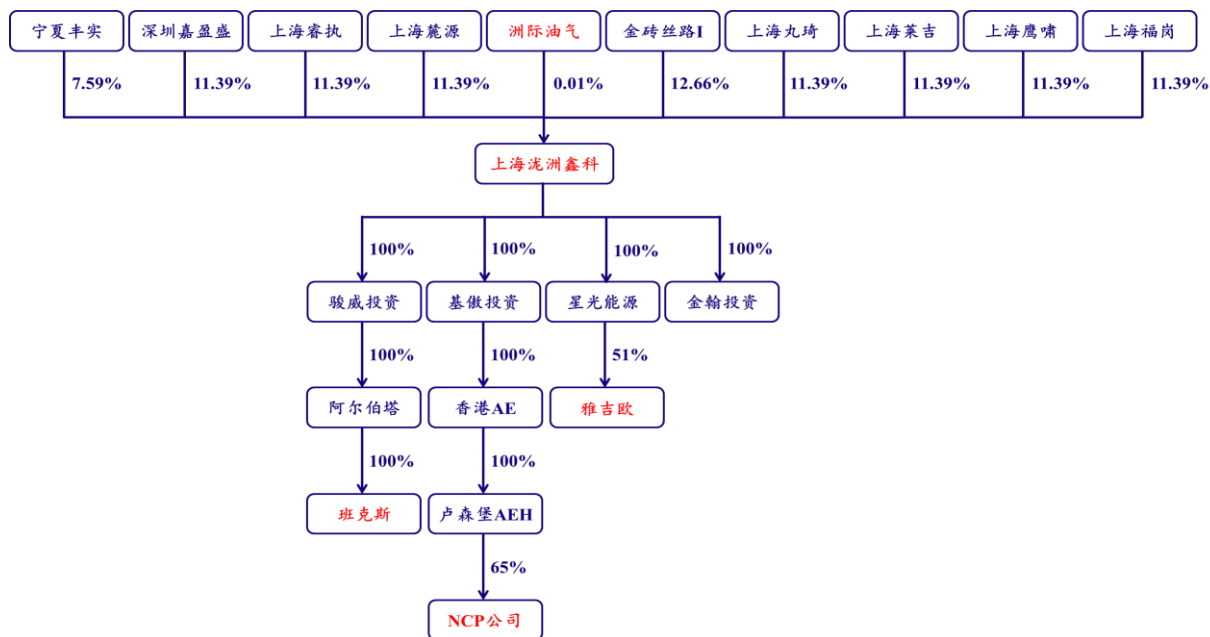 宁夏丰实 深圳嘉盈盛 上海睿执 上海麓源 洲际油气 金砖丝路I 上海丸琦 上海莱吉 上海鹰啸 上海福岗
7.59% 11.39% 11.39% 11.39% 0.01% 12.66% 11.39% 11.39% 11.39% 11.39%
上海泷洲鑫科
100% 100% 100% 100%
骏威投资 基傲投资 星光能源 金翰投资
100% 100% 51%
阿尔伯塔 香港AE 雅吉欧
100% 100%
班克斯 卢森堡AEH
65%
NCP公司